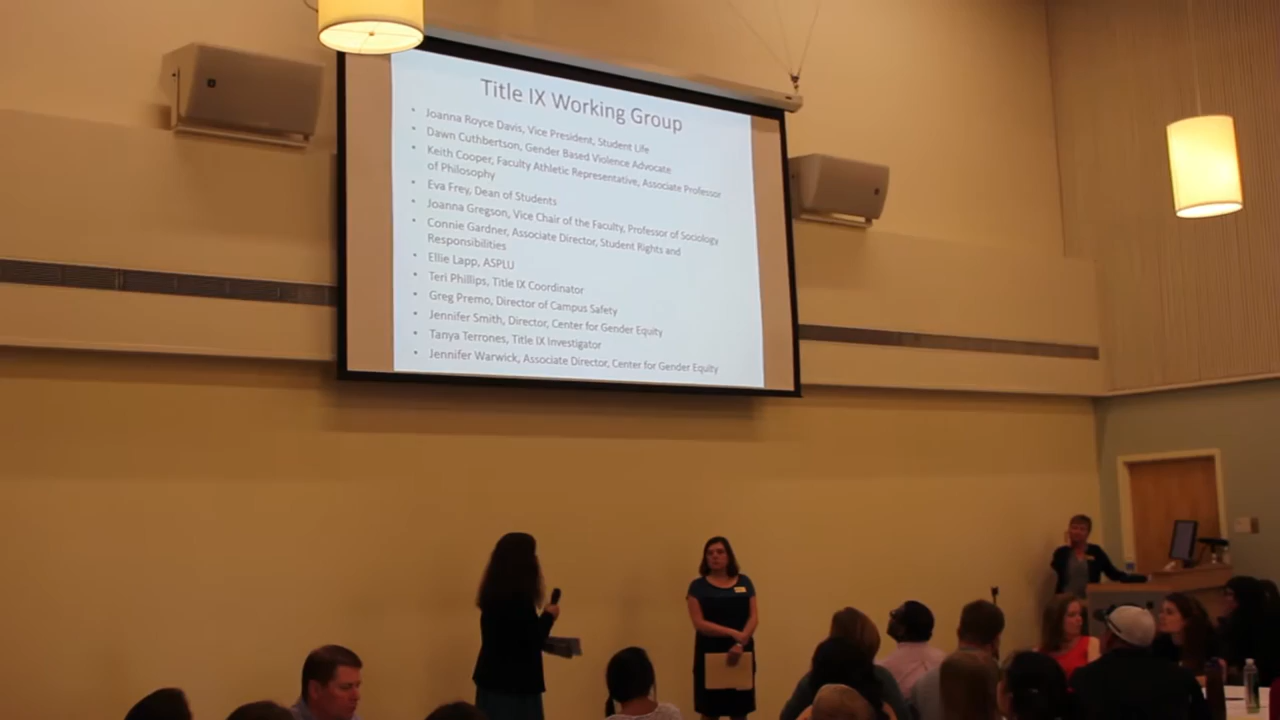 Title IX Working Group
• Joanna Royce Davis, Vice President, Student Life
• Dawn Cuthbertson, Gender Based Violence Advocate
• Keith Cooper, Faculty Athletic Representative, Associate Professor
of Philosophy
• Eva Frey, Dean of Students
• Joanna Gregson, Vice Chair of the Faculty, Professor of Sociology
• Connie Gardner, Associate Director, Student Rights and
Responsibilities
• Ellie Lapp, ASPLU
• Teri Phillips, Title IX Coordinator
• Greg Premo, Director of Campus Safety
• Jennifer Smith, Director, Center for Gender Equity
• Tanya Terrones, Title IX Investigator
• Jennifer Warwick, Associate Director, Center for Gender Equity